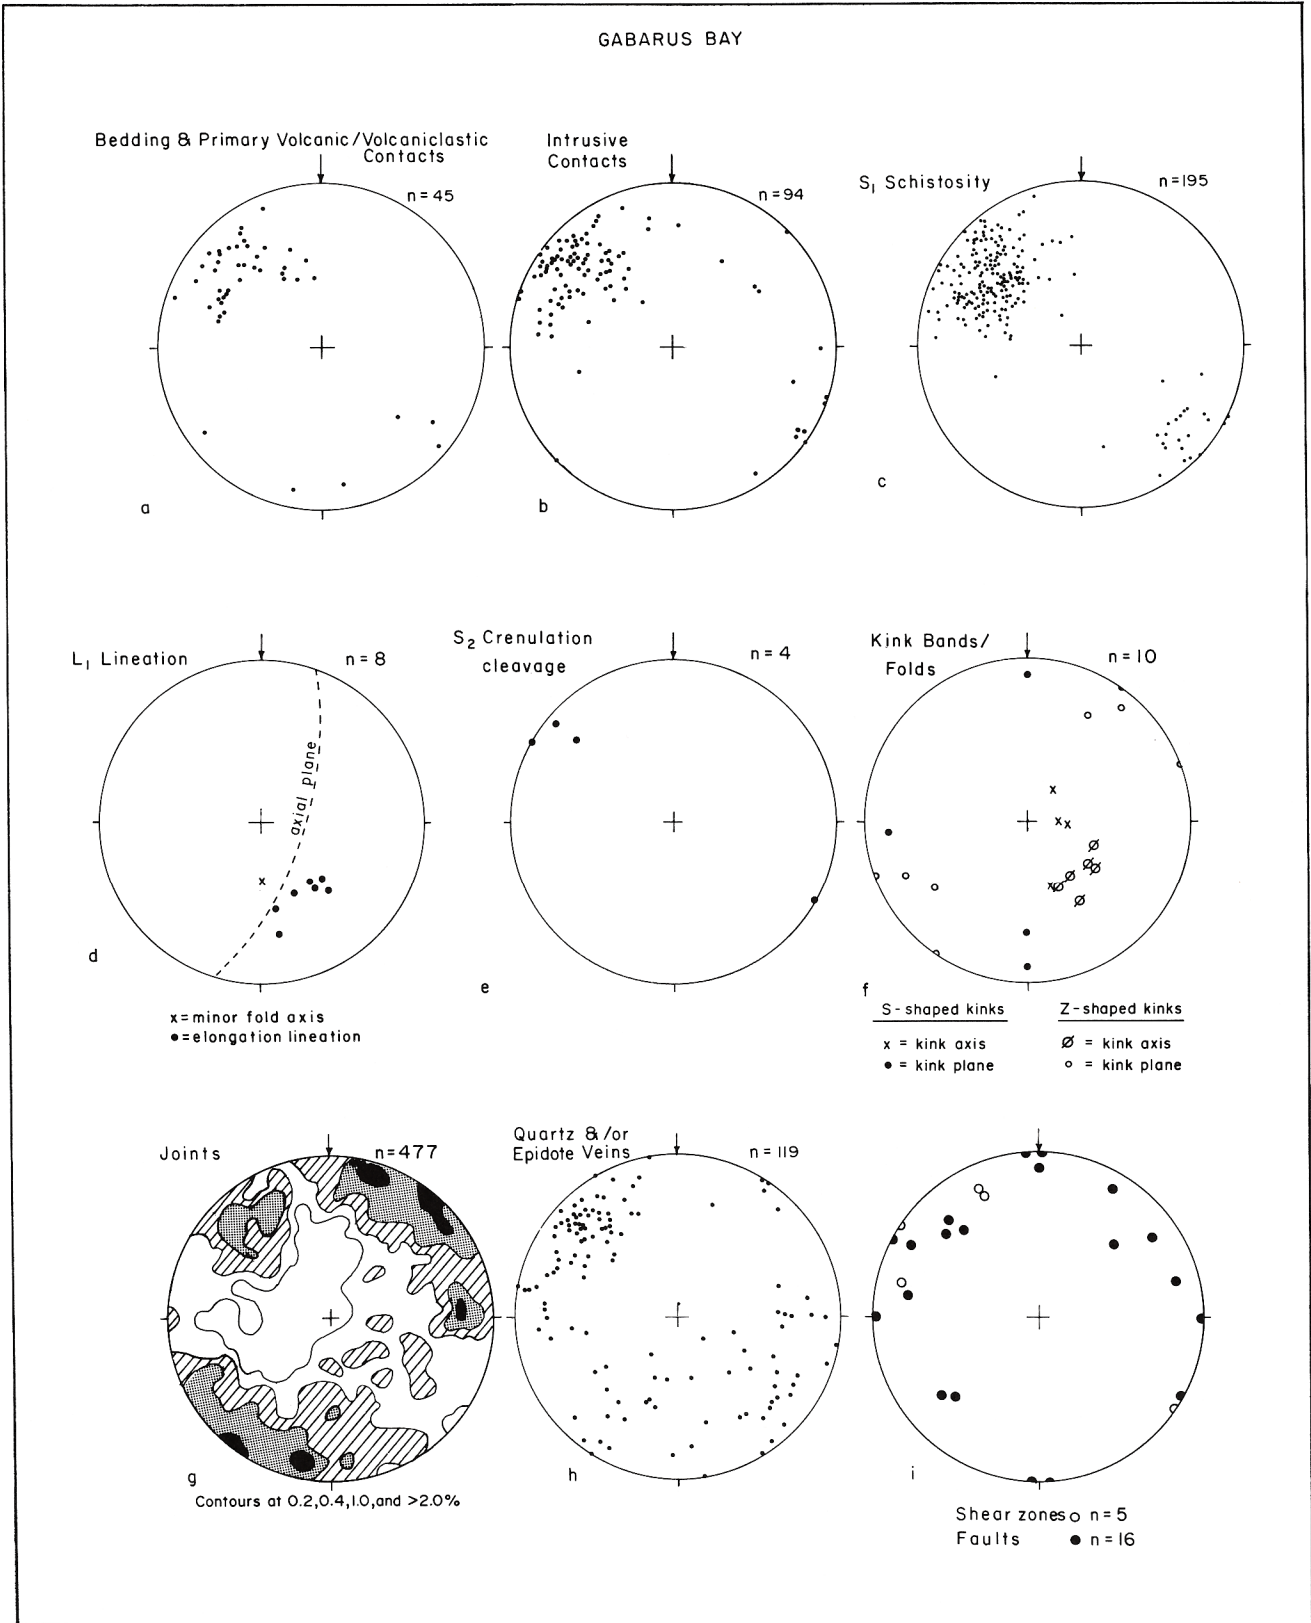 GABARUS BAY
Bedding & Primary Volcanic/Volcaniclastic
Contacts
n=45
a
Intrusive
Contacts
n=94
b
S₁ Schistosity
n=195
c
L₁ Lineation
n=8
axial plane
d
x=minor fold axis
●=elongation lineation
S₂ Crenulation
cleavage
n=4
e
Kink Bands/
Folds
n=10
f
S-shaped kinks
x = kink axis
● = kink plane
Z-shaped kinks
Ø = kink axis
○ = kink plane
Joints
n=477
g
Contours at 0.2,0.4,1.0,and >2.0%
Quartz &/or
Epidote Veins
n=119
h
i
Shear zones ○ n=5
Faults ● n=16